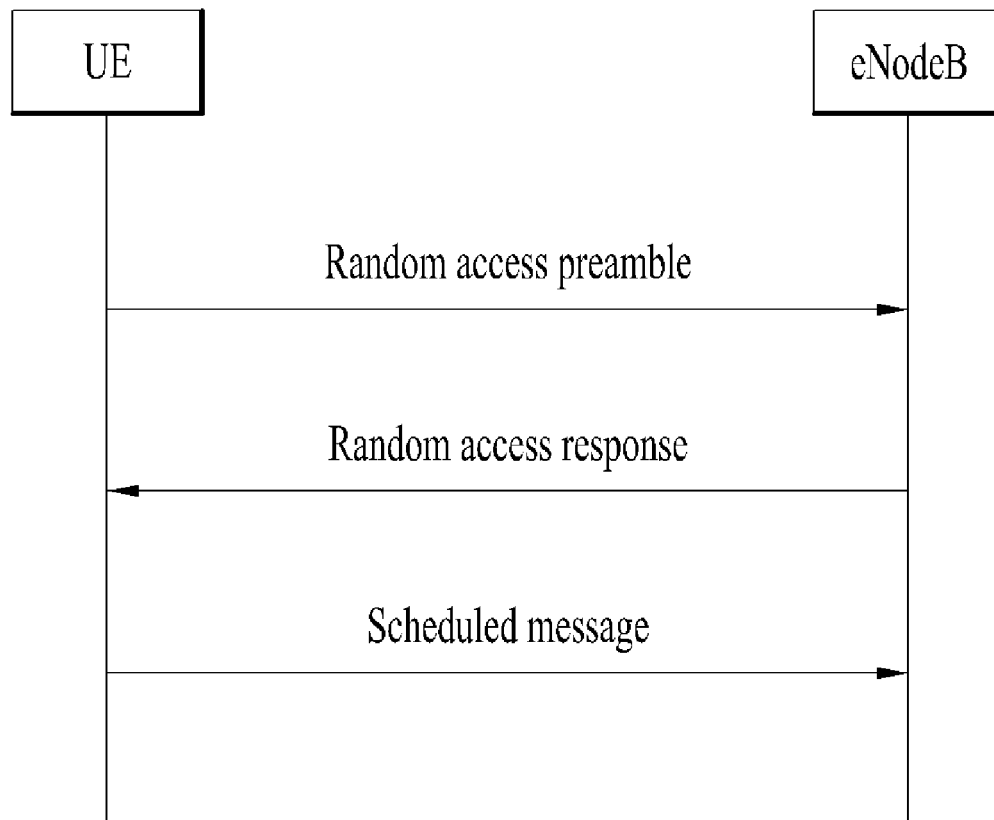 UE
eNodeB
Random access preamble
Random access response
Scheduled message